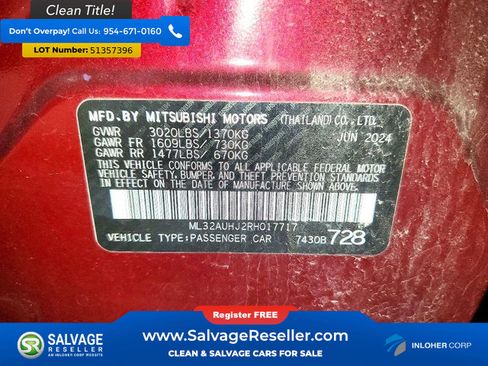 Clean Title!
Don't Overpay! Call Us: 954-671-0160
Lot Number: 51357396
MFD.BY MITSUBISHI MOTORS (THAILAND) CO., LTD.
GVWR 3020LBS/1370KG JUN 2024
GAWR FR 1609LBS/ 730KG
GAWR RR 1477LBS/ 670KG
THIS VEHICLE CONFORMS TO ALL APPLICABLE
FEDERAL MOTOR VEHICLE SAFETY, BUMPER, AND THEFT
PREVENTION STANDARDS IN EFFECT ON THE DATE OF
MANUFACTURE SHOWN ABOVE.
ML32AUHJ2RH017717
VEHICLE TYPE:PASSENGER CAR 7430B 728
Register FREE!
SALVAGE
RESELLER
AN INLOHER CORP WEBSITE
www.SalvageReseller.com
CLEAN & SALVAGE CARS FOR SALE
INLOHER CORP